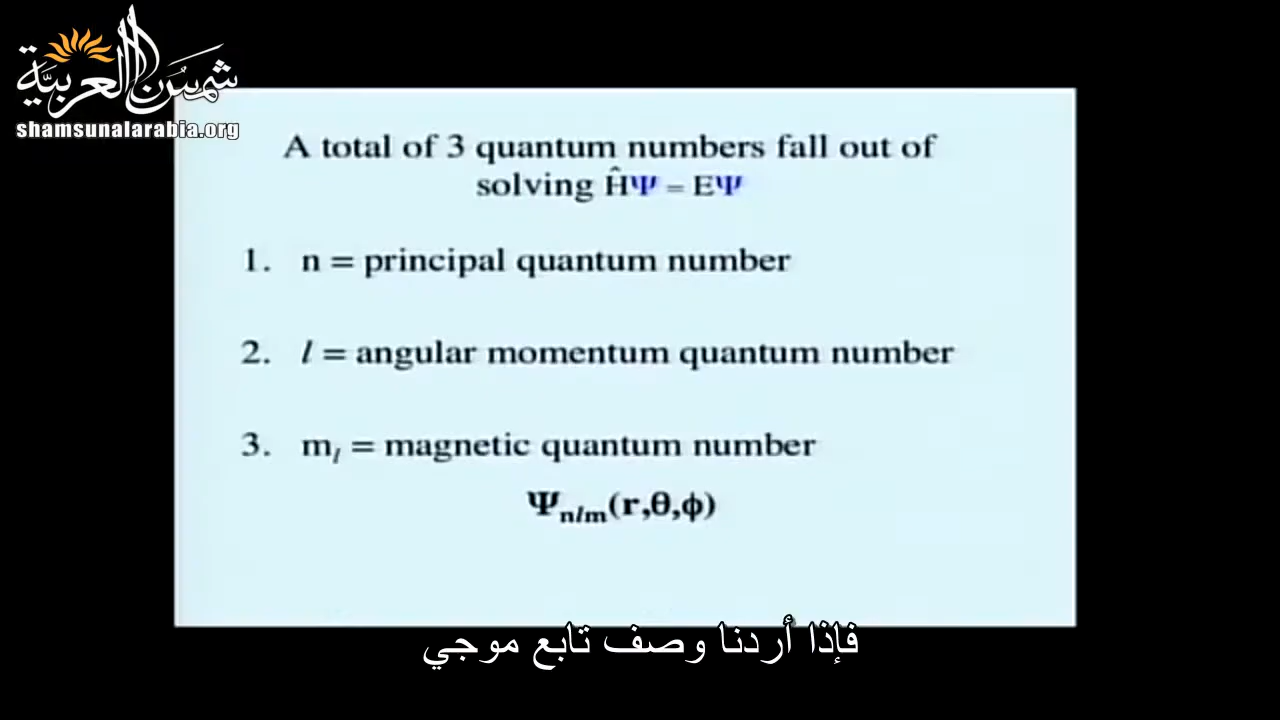 شمسُ العربيّة
shamsunalarabia.org
A total of 3 quantum numbers fall out of
solving ĤΨ = EΨ
1. n = principal quantum number
2. l = angular momentum quantum number
3. mₗ = magnetic quantum number
Ψnlm(r,θ,ϕ)
فإذا أردنا وصف تابع موجي